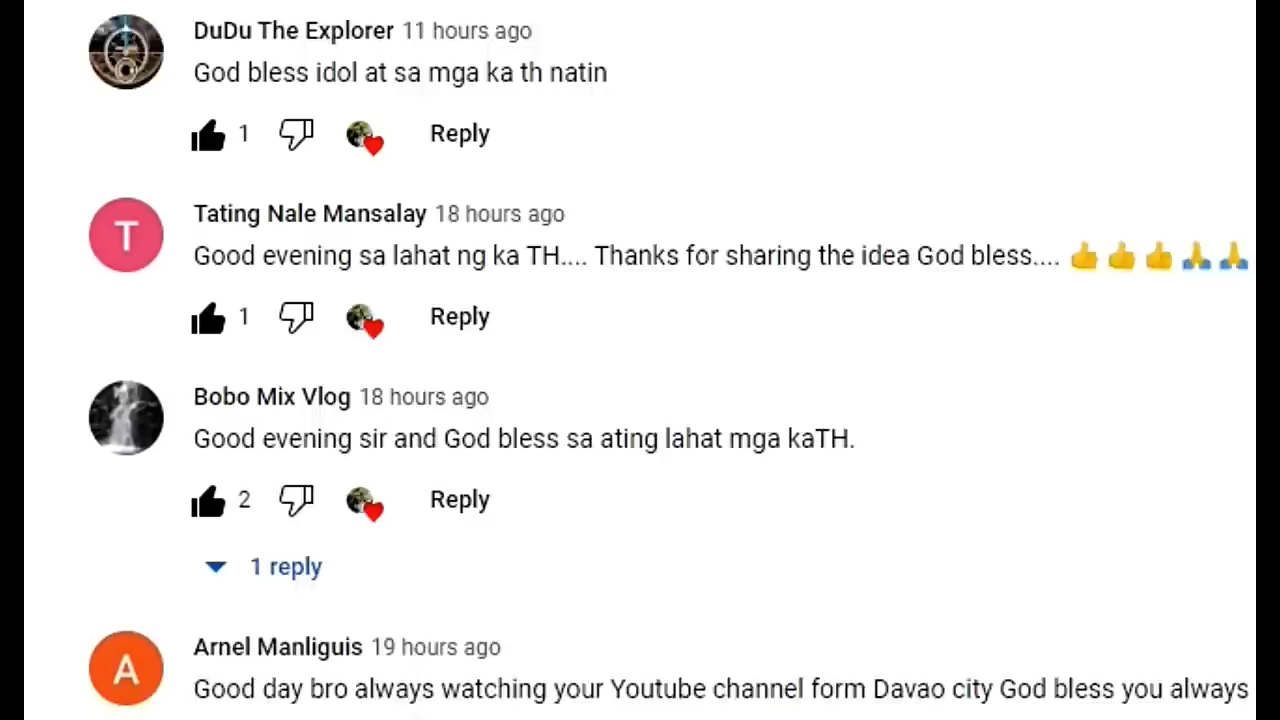 DuDu The Explorer 11 hours ago
God bless idol at sa mga ka th natin
1 Reply
T
Tating Nale Mansalay 18 hours ago
Good evening sa lahat ng ka TH.... Thanks for sharing the idea God bless.... 👍👍👍🙏🙏
1 Reply
Bobo Mix Vlog 18 hours ago
Good evening sir and God bless sa ating lahat mga kaTH.
2 Reply
1 reply
A
Arnel Manliguis 19 hours ago
Good day bro always watching your Youtube channel form Davao city God bless you always